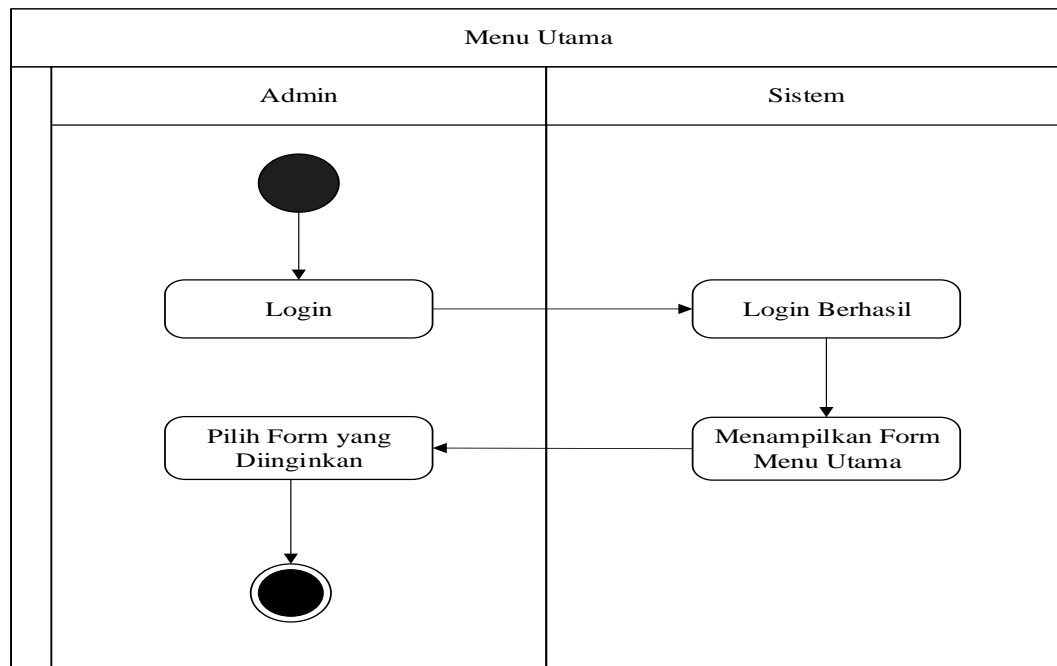 Menu Utama
Admin
Sistem
Login
Login Berhasil
Pilih Form yang
Diinginkan
Menampilkan Form
Menu Utama